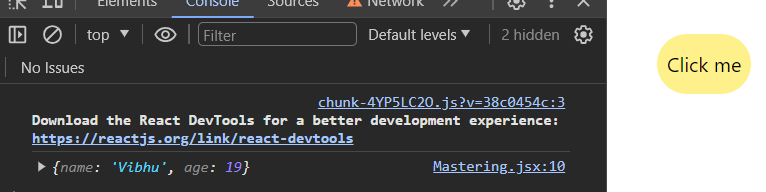 Elements Console Sources Network
top Filter Default levels 2 hidden
No Issues
chunk-4YP5LC2O.js?v=38c0454c:3
Download the React DevTools for a better development experience:
https://reactjs.org/link/react-devtools
{name: 'Vibhu', age: 19} Mastering.jsx:10
Click me